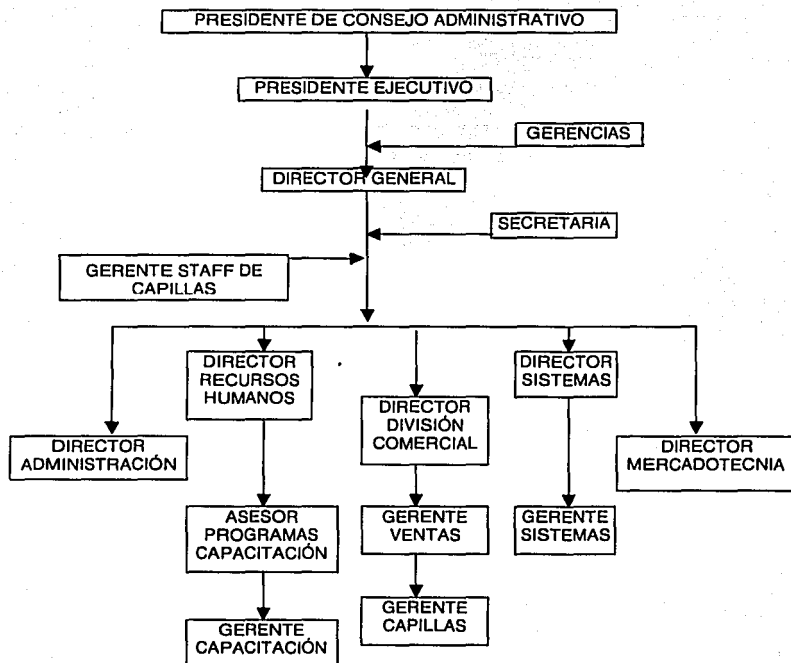 PRESIDENTE DE CONSEJO ADMINISTRATIVO
PRESIDENTE EJECUTIVO
GERENCIAS
DIRECTOR GENERAL
SECRETARIA
GERENTE STAFF DE
CAPILLAS
DIRECTOR
RECURSOS
HUMANOS
DIRECTOR
SISTEMAS
DIRECTOR
DIVISIÓN
COMERCIAL
DIRECTOR
ADMINISTRACIÓN
DIRECTOR
MERCADOTECNIA
ASESOR
PROGRAMAS
CAPACITACIÓN
GERENTE
VENTAS
GERENTE
SISTEMAS
GERENTE
CAPILLAS
GERENTE
CAPACITACIÓN